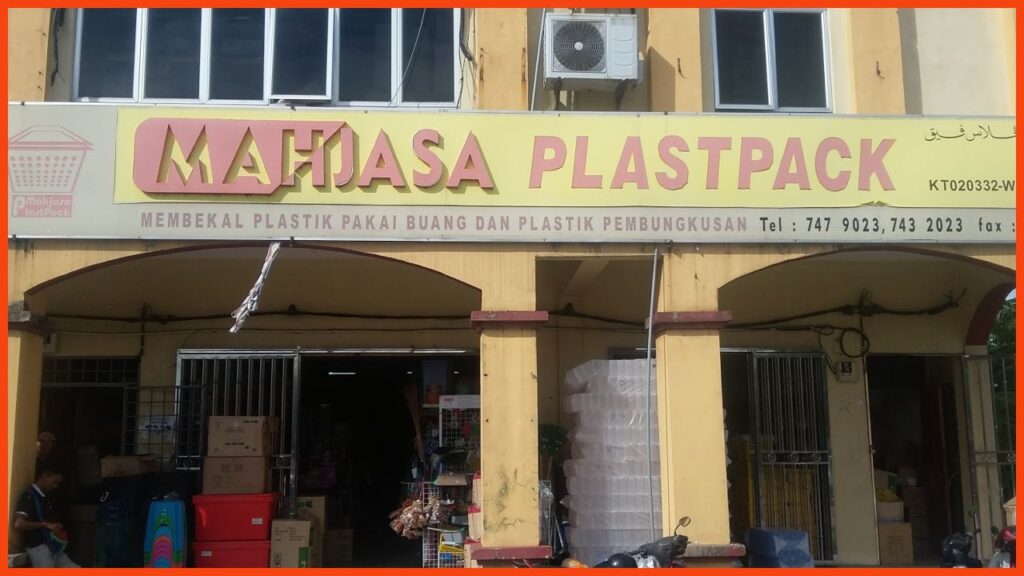 MAHJASA PLASTPACK
KT020332-W
Mahjasa
PlastPack
MEMBEKAL PLASTIK PAKAI BUANG DAN PLASTIK PEMBUNGKUSAN Tel : 747 9023, 743 2023 fax :